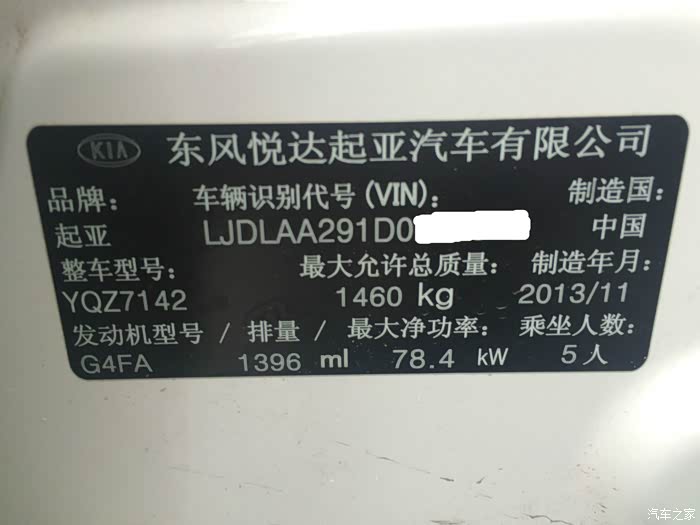 KIA 东风悦达起亚汽车有限公司
品牌： 车辆识别代号(VIN)： 制造国：
起亚 LJDLAA291D0 中国
整车型号： 最大允许总质量： 制造年月：
YQZ7142 1460 kg 2013/11
发动机型号 / 排量 / 最大净功率： 乘坐人数：
G4FA 1396 ml 78.4 kW 5人
汽车之家